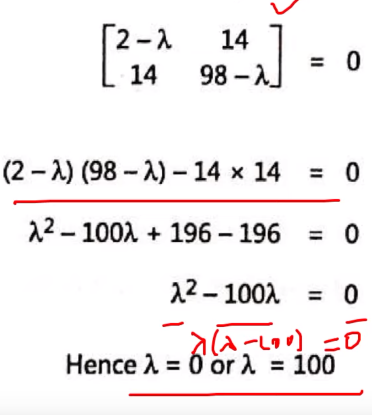 [2 – λ 14
14 98 – λ] = 0
(2 – λ) (98 – λ) – 14 × 14 = 0
λ2 – 100λ + 196 – 196 = 0
λ2 – 100λ = 0
λ(λ – 100) = 0
Hence λ = 0 or λ = 100